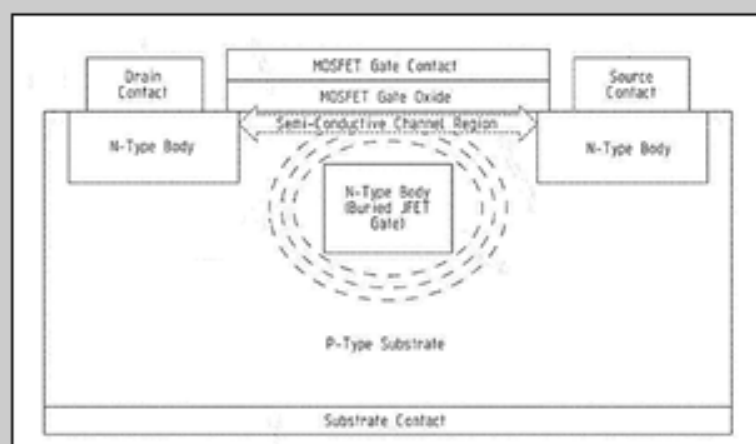 Drain
Contact
MOSFET Gate Contact
MOSFET Gate Oxide
Source
Contact
Semi-Conductive Channel Region
N-Type Body
N-Type Body
N-Type Body
(Buried JFET
Gate)
P-Type Substrate
Substrate Contact